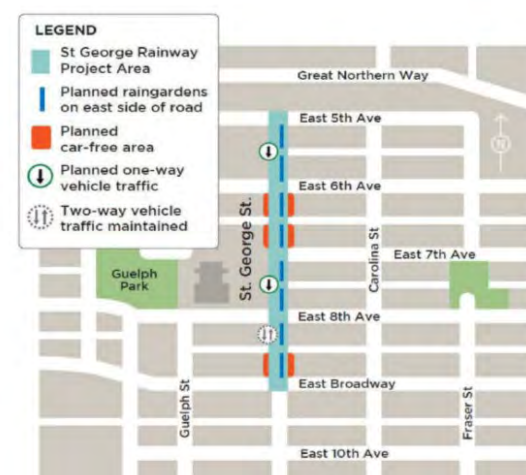 LEGEND
St George Rainway
Project Area
Planned raingardens
on east side of road
Planned
car-free area
Planned one-way
vehicle traffic
Two-way vehicle
traffic maintained
Great Northern Way
East 5th Ave
N
East 6th Ave
St. George St.
Carolina St
East 7th Ave
Guelph
Park
East 8th Ave
East Broadway
Guelph St
Fraser St
East 10th Ave